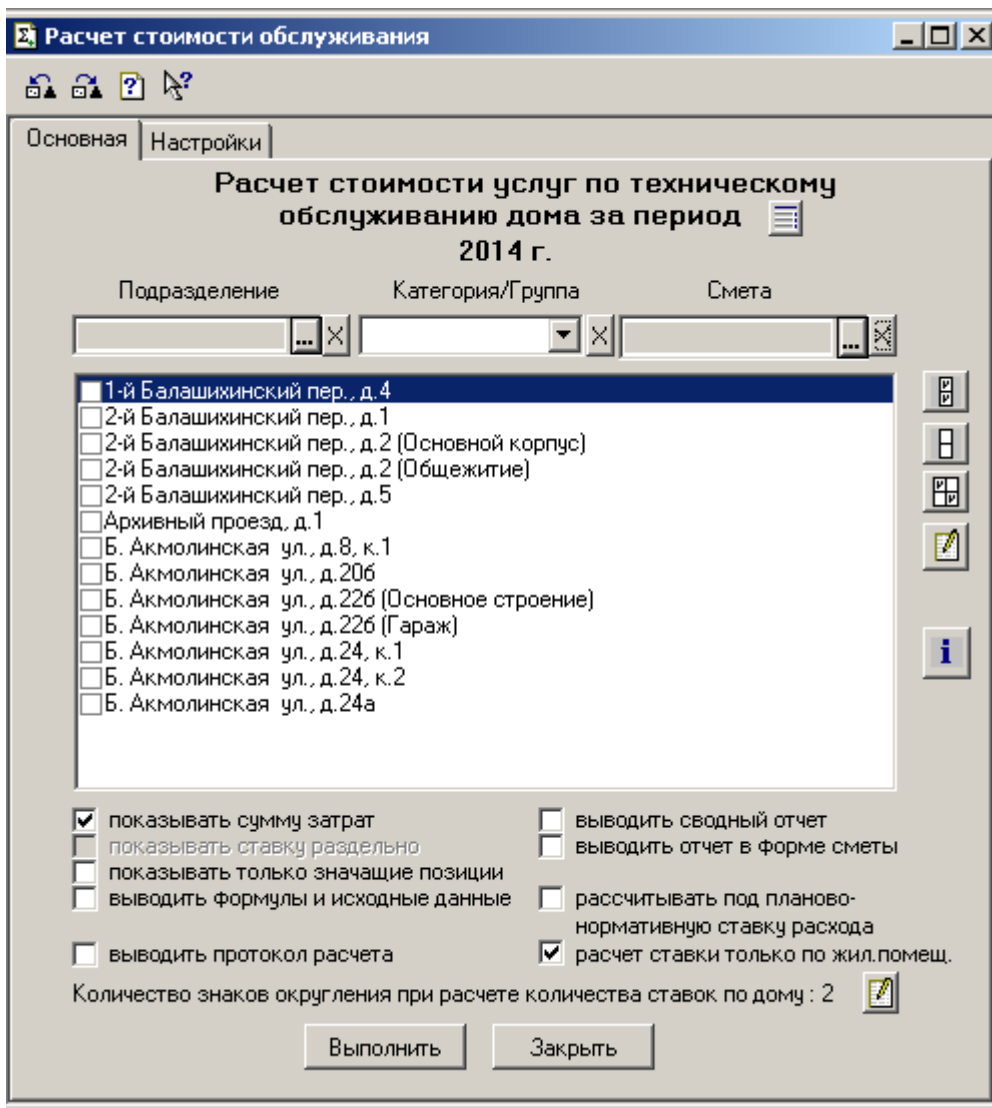 Расчет стоимости обслуживания
Основная Настройки
Расчет стоимости услуг по техническому
обслуживанию дома за период
2014 г.
Подразделение Категория/Группа Смета
1-й Балашихинский пер., д.4
2-й Балашихинский пер., д.1
2-й Балашихинский пер., д.2 (Основной корпус)
2-й Балашихинский пер., д.2 (Общежитие)
2-й Балашихинский пер., д.5
Архивный проезд, д.1
Б. Акмолинская ул., д.8, к.1
Б. Акмолинская ул., д.20б
Б. Акмолинская ул., д.22б (Основное строение)
Б. Акмолинская ул., д.22б (Гараж)
Б. Акмолинская ул., д.24, к.1
Б. Акмолинская ул., д.24, к.2
Б. Акмолинская ул., д.24а
показывать сумму затрат выводить сводный отчет
показывать ставку раздельно выводить отчет в форме сметы
показывать только значащие позиции
выводить формулы и исходные данные рассчитывать под планово-
нормативную ставку расхода
выводить протокол расчета расчет ставки только по жил.помещ.
Количество знаков округления при расчете количества ставок по дому : 2
Выполнить Закрыть